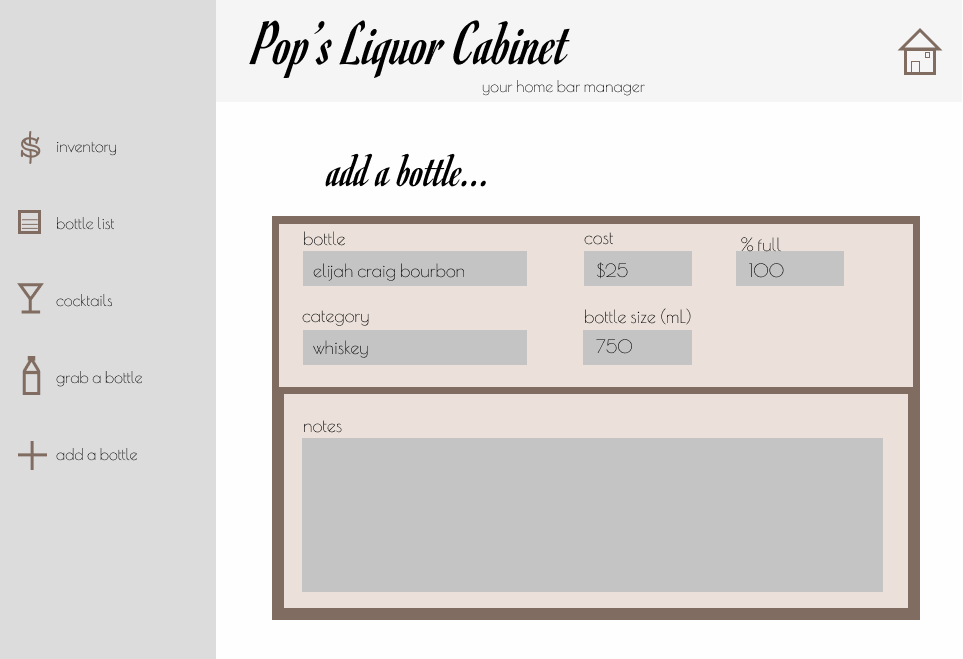 Pop's Liquor Cabinet
your home bar manager
$ inventory
bottle list
cocktails
grab a bottle
add a bottle
add a bottle...
bottle cost % full
elijah craig bourbon $25 100
category bottle size (mL)
whiskey 750
notes